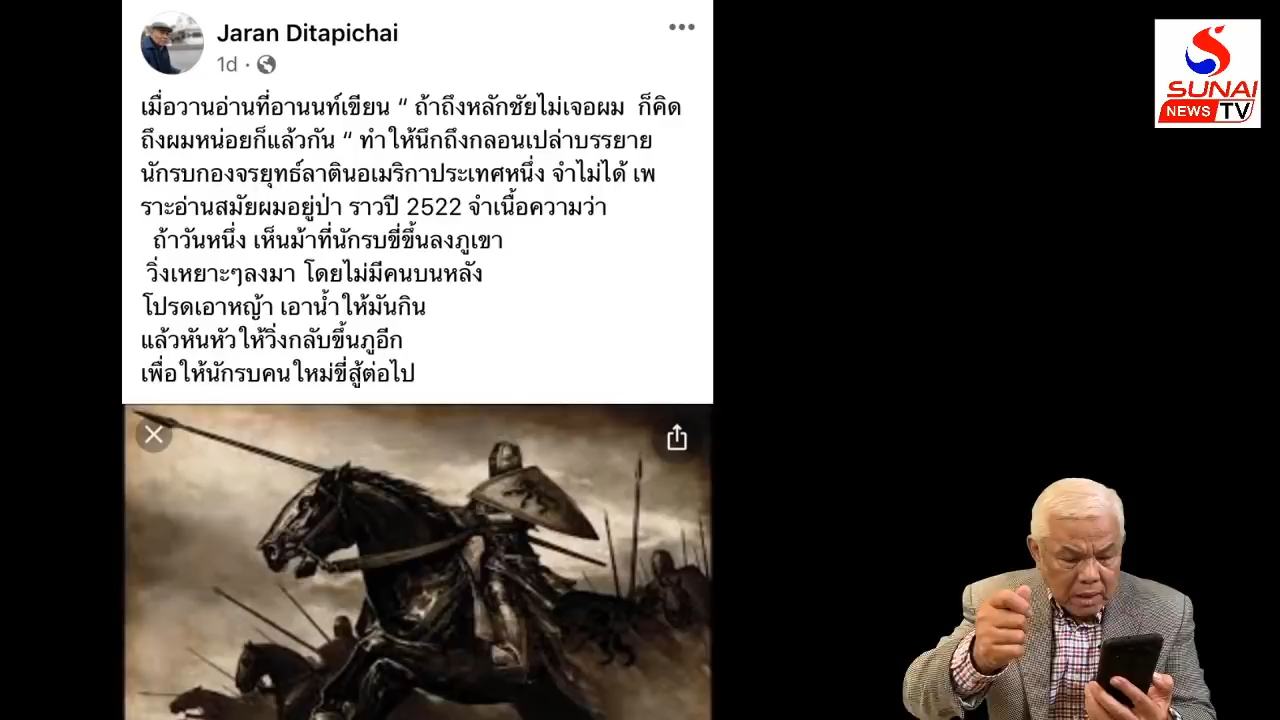 Jaran Ditapichai
1d ·
เมื่อวานอ่านที่อานนท์เขียน “ ถ้าถึงหลักชัยไม่เจอผม ก็คิด
ถึงผมหน่อยก็แล้วกัน “ ทำให้นึกถึงกลอนเปล่าบรรยาย
นักรบกองจรยุทธ์ลาตินอเมริกาประเทศหนึ่ง จำไม่ได้ เพ
ราะอ่านสมัยผมอยู่ป่า ราวปี 2522 จำเนื้อความว่า
ถ้าวันหนึ่ง เห็นม้าที่นักรบขี่ขึ้นลงภูเขา
วิ่งเหยาะๆลงมา โดยไม่มีคนบนหลัง
โปรดเอาหญ้า เอาน้ำให้มันกิน
แล้วหันหัวให้วิ่งกลับขึ้นภูอีก
เพื่อให้นักรบคนใหม่ขี่สู้ต่อไป
SUNAI
NEWS TV